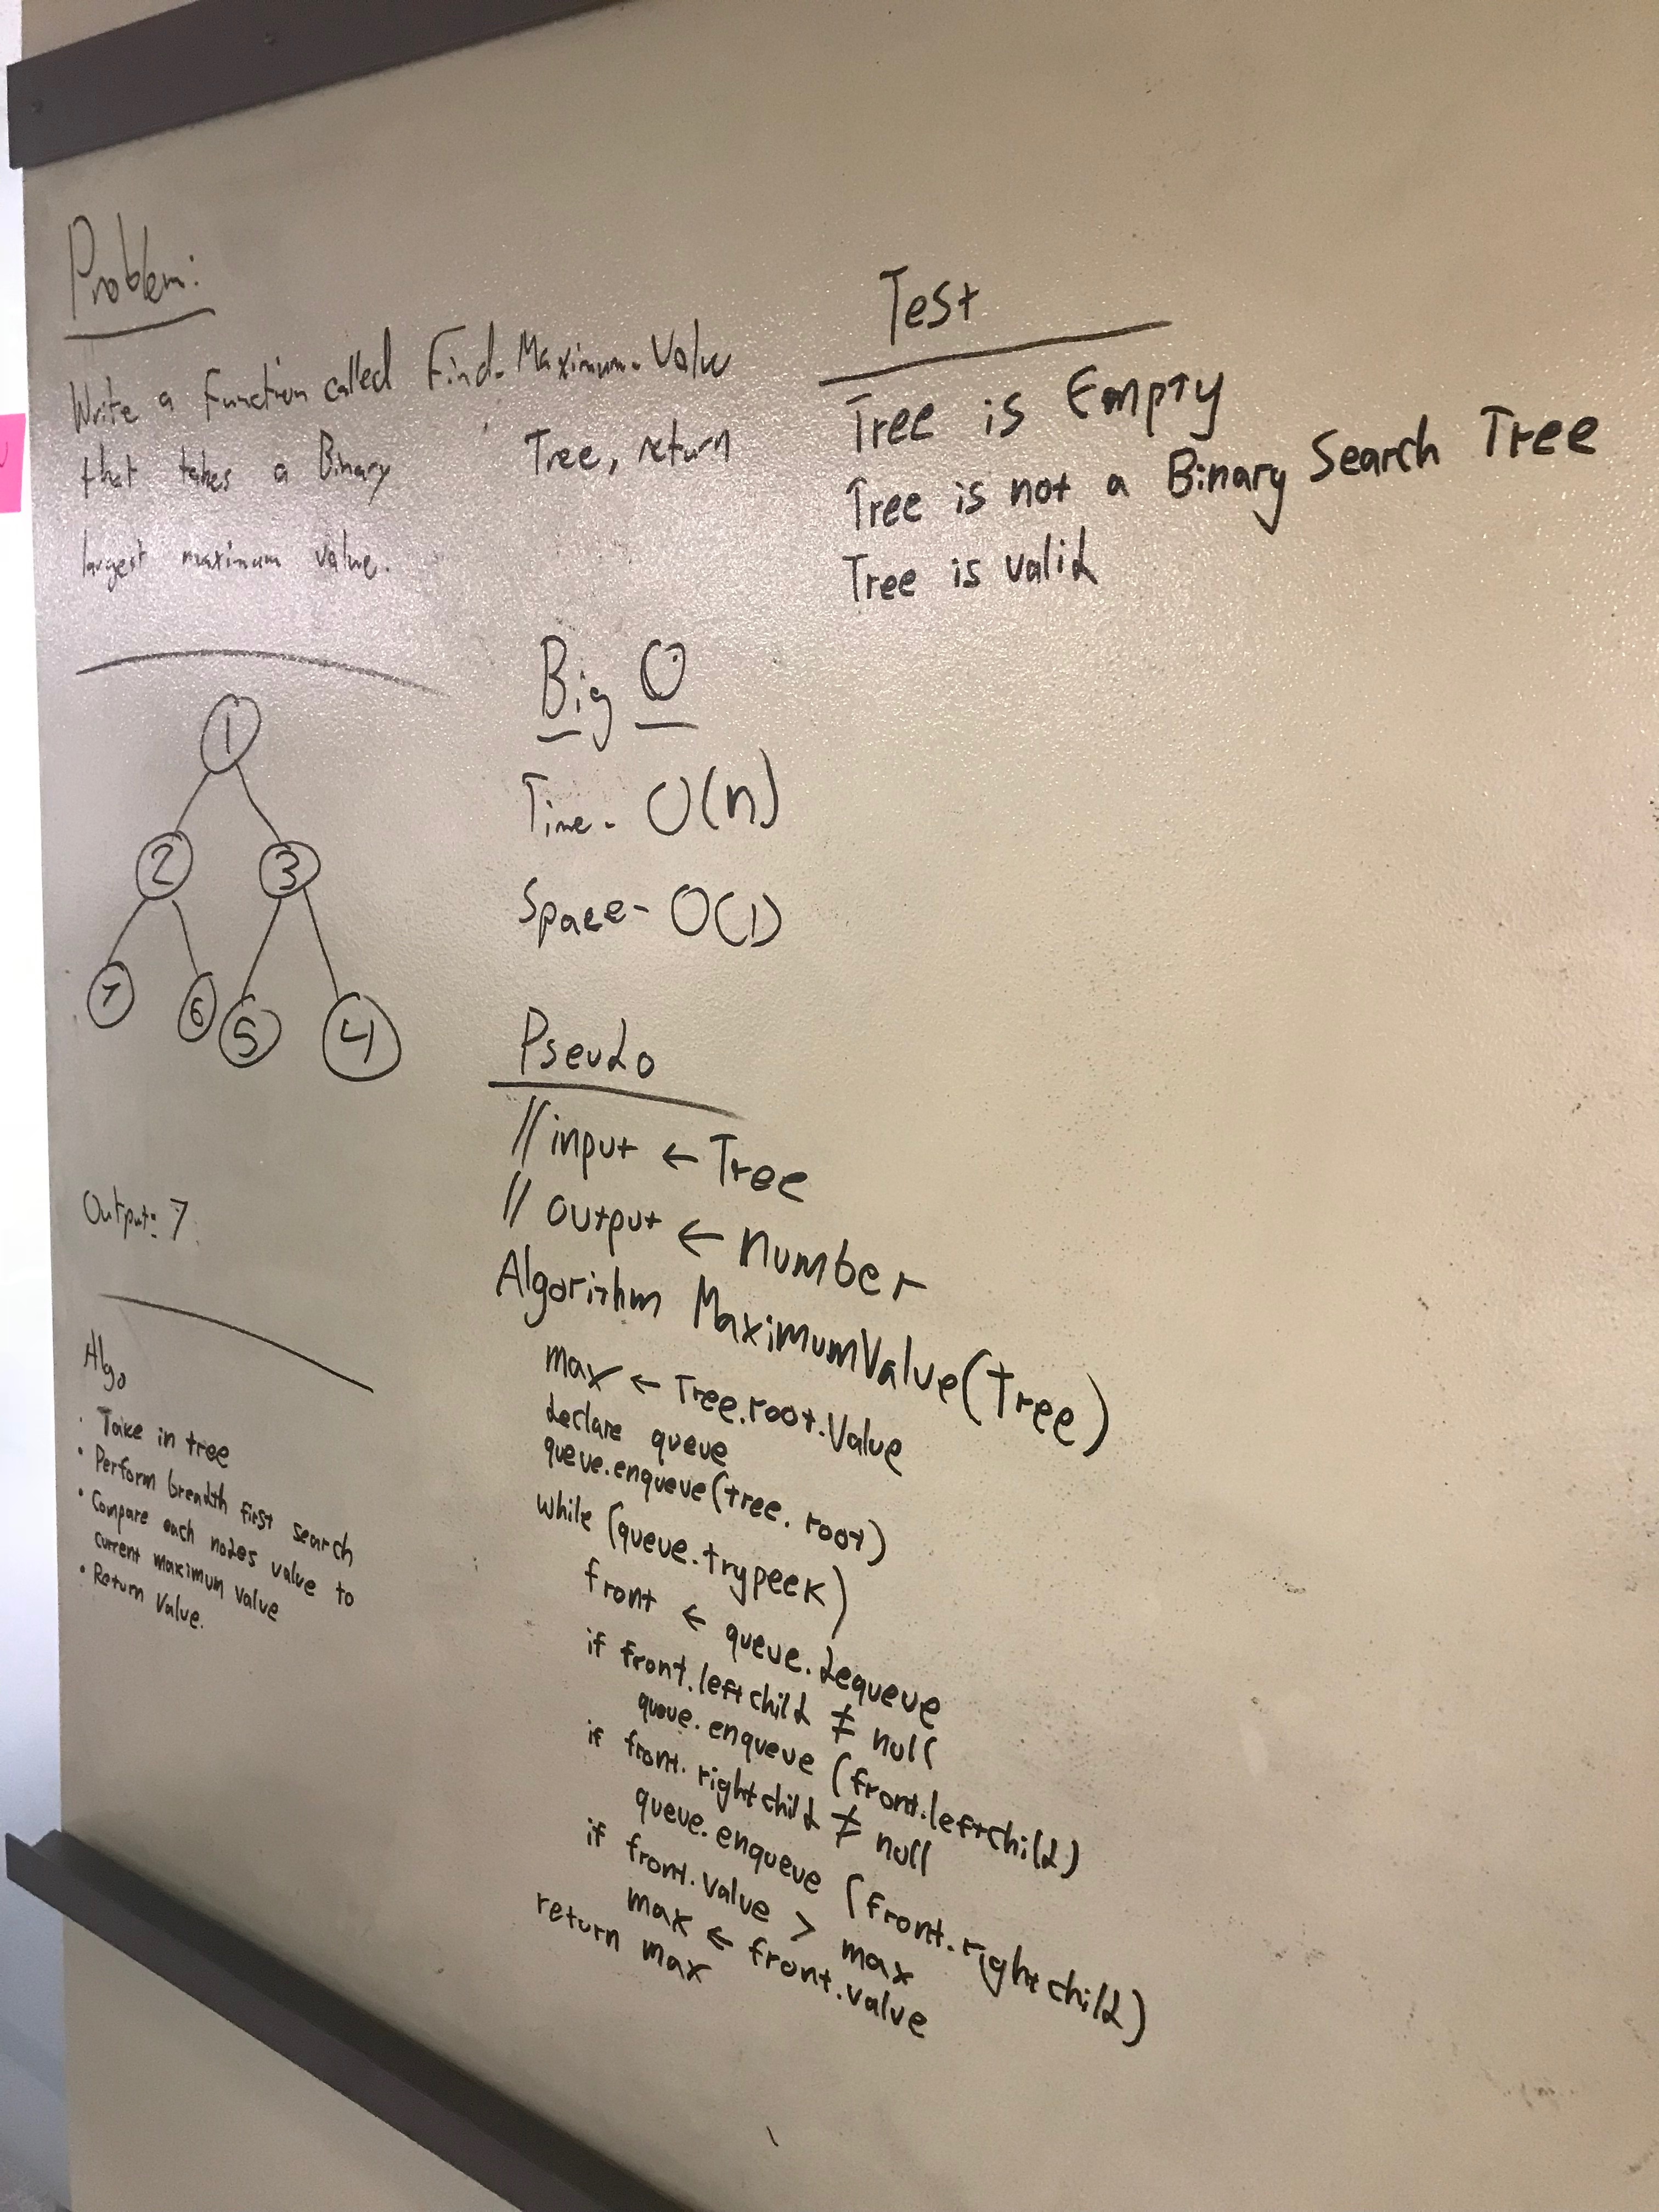 Problem:
Write a Function called Find-Maximum-Value
that takes a Binary Tree, return
largest maximum value.
1
2 3
7 6 5 4
Output: 7
Algo
· Take in tree
· Perform breadth first search
· Compare each nodes value to
current maximum value
· Return Value.
Test
Tree is Empty
Tree is not a Binary Search Tree
Tree is valid
Big O
Time - O(n)
Space - O(1)
Pseudo
// input ← Tree
// output ← number
Algorithm MaximumValue(Tree)
max ← Tree.root.Value
declare queue
queue.enqueue(tree.root)
while (queue.trypeek)
front ← queue.dequeue
if front.leftchild ≠ null
queue.enqueue (front.leftchild)
if front.rightchild ≠ null
queue.enqueue (front.rightchild)
if front.value > max
max ← front.value
return max